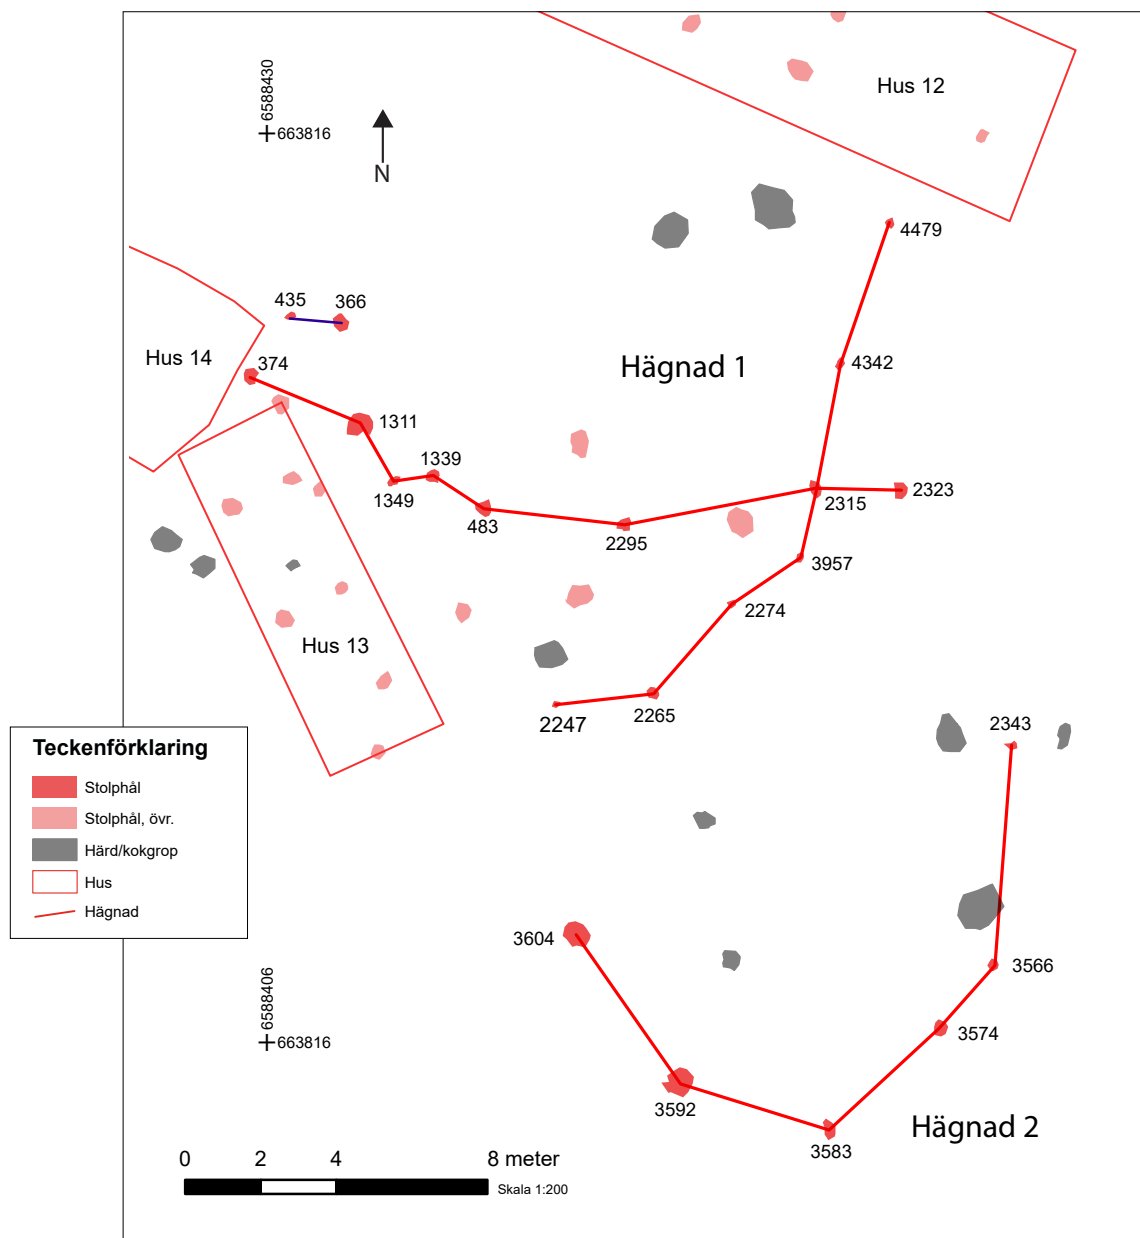 Hus 12
6588430
663816
N
4479
435
366
Hus 14
374
Hägnad 1
4342
1311
1339
1349
483
2295
2315
2323
3957
2274
Hus 13
2247
2265
2343
Teckenförklaring
Stolphål
Stolphål, övr.
Härd/kokgrop
Hus
Hägnad
3604
3566
6588406
663816
3574
3592
3583
Hägnad 2
0 2 4 8 meter
Skala 1:200